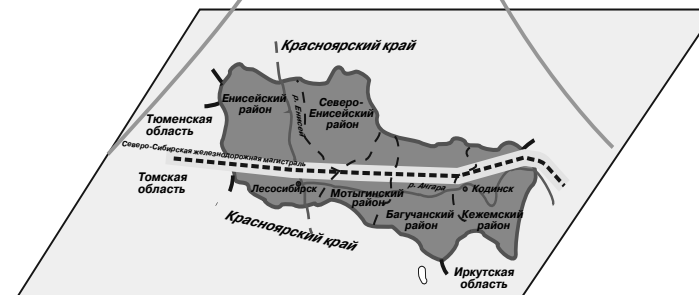 Красноярский край
Енисейский
район
р. Енисей
Северо-
Енисейский
район
Тюменская
область
Северо-Сибирская железнодорожная магистраль
Томская
область
Лесосибирск
Мотыгинский
район
р. Ангара
Кодинск
Богучанский
район
Кежемский
район
Красноярский край
Иркутская
область